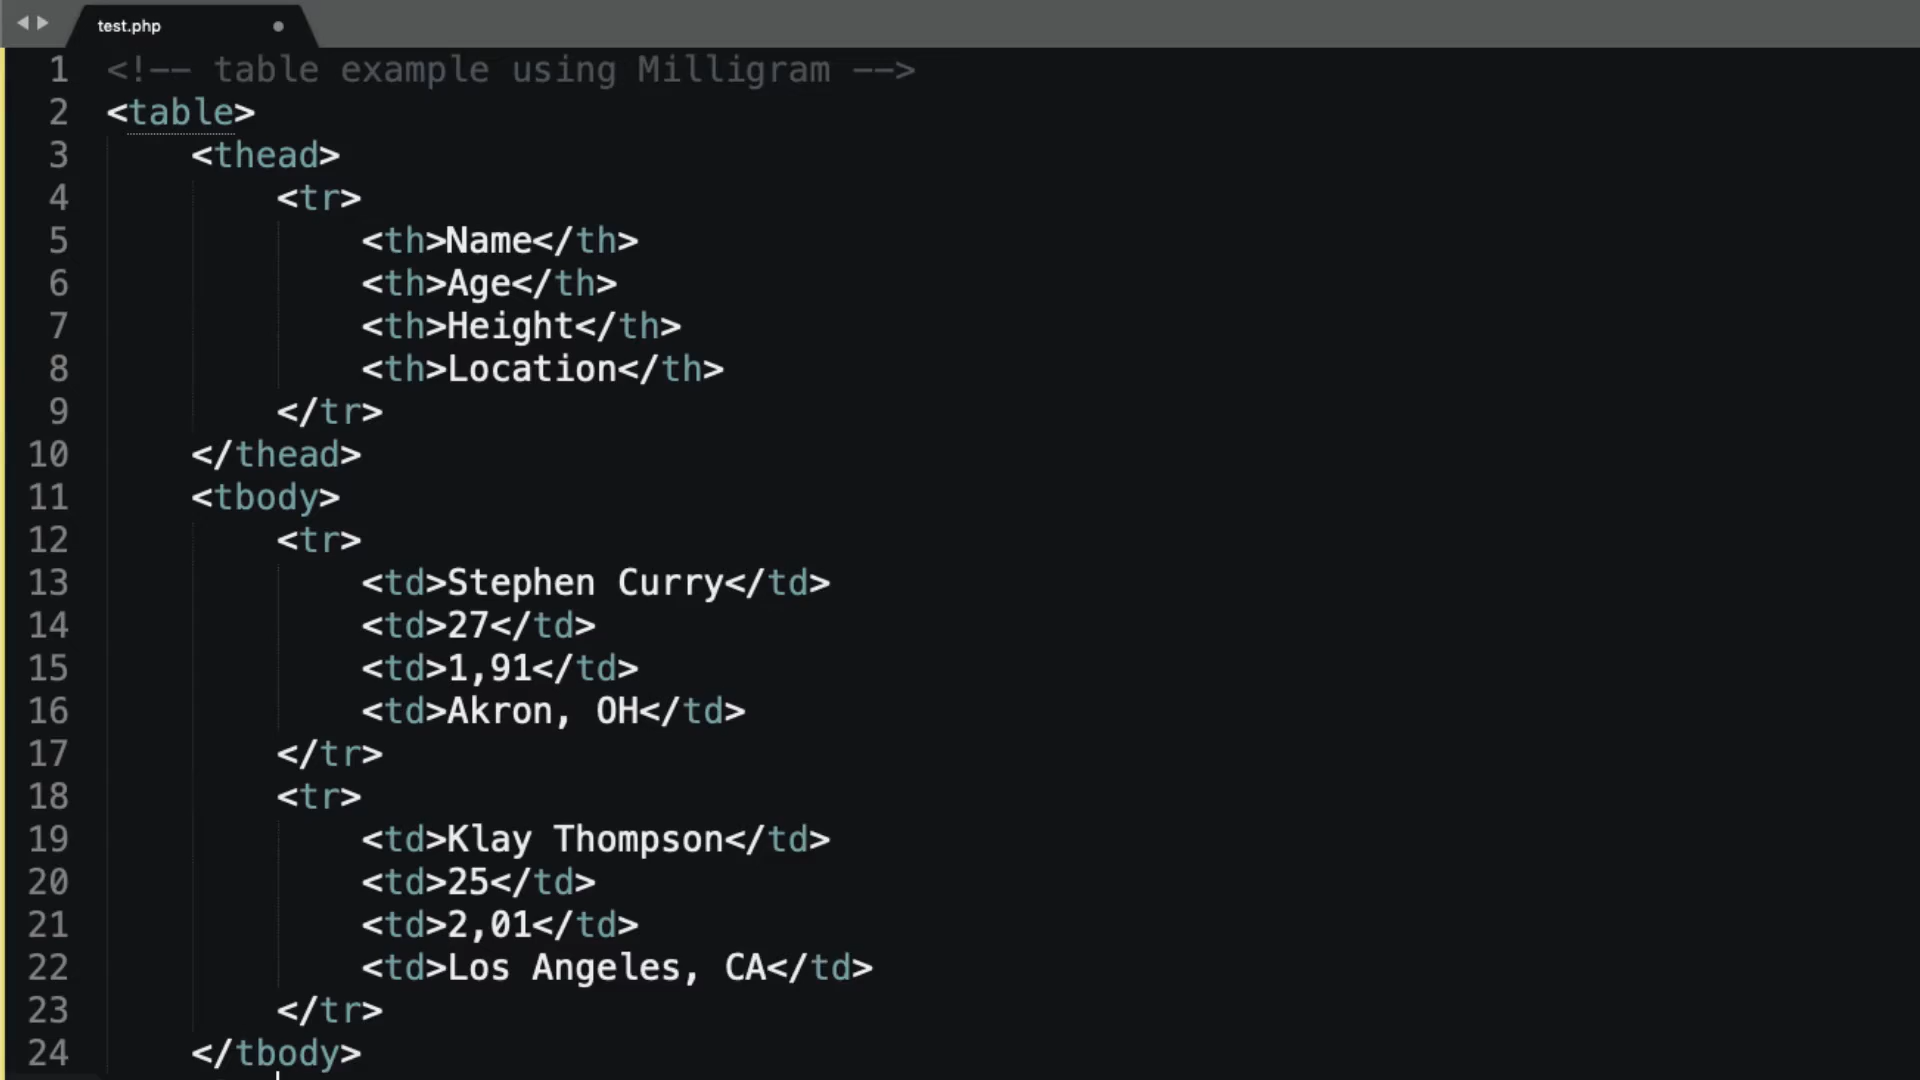 test.php
1 <!-- table example using Milligram -->
2 <table>
3 <thead>
4 <tr>
5 <th>Name</th>
6 <th>Age</th>
7 <th>Height</th>
8 <th>Location</th>
9 </tr>
10 </thead>
11 <tbody>
12 <tr>
13 <td>Stephen Curry</td>
14 <td>27</td>
15 <td>1,91</td>
16 <td>Akron, OH</td>
17 </tr>
18 <tr>
19 <td>Klay Thompson</td>
20 <td>25</td>
21 <td>2,01</td>
22 <td>Los Angeles, CA</td>
23 </tr>
24 </tbody>